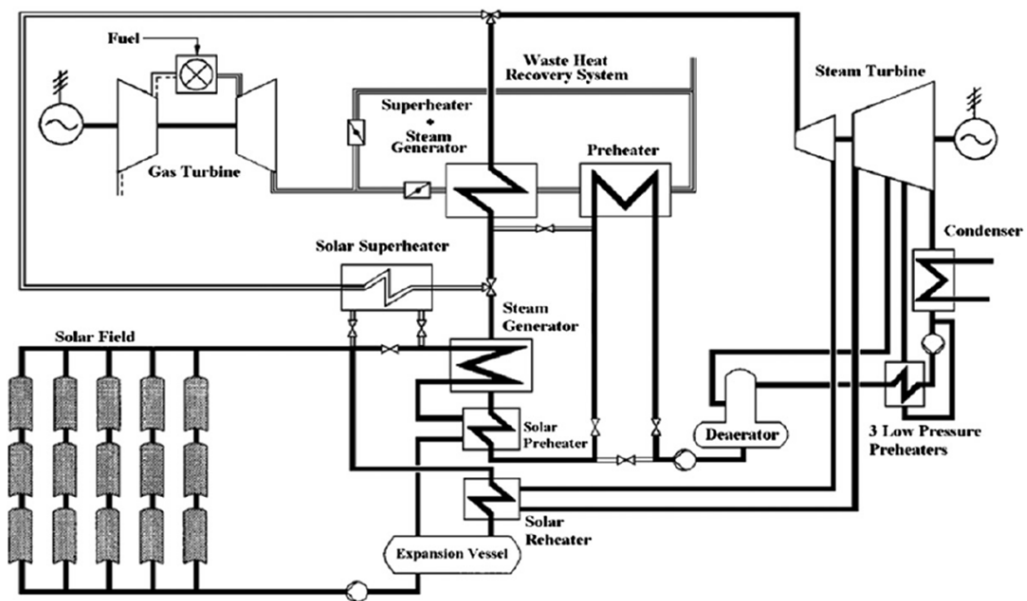 Fuel
Gas Turbine
Waste Heat
Recovery System
Superheater
+
Steam
Generator
Preheater
Steam Turbine
Condenser
Solar Superheater
Steam
Generator
Solar Field
Solar
Preheater
Deaerator
3 Low Pressure
Preheaters
Solar
Reheater
Expansion Vessel